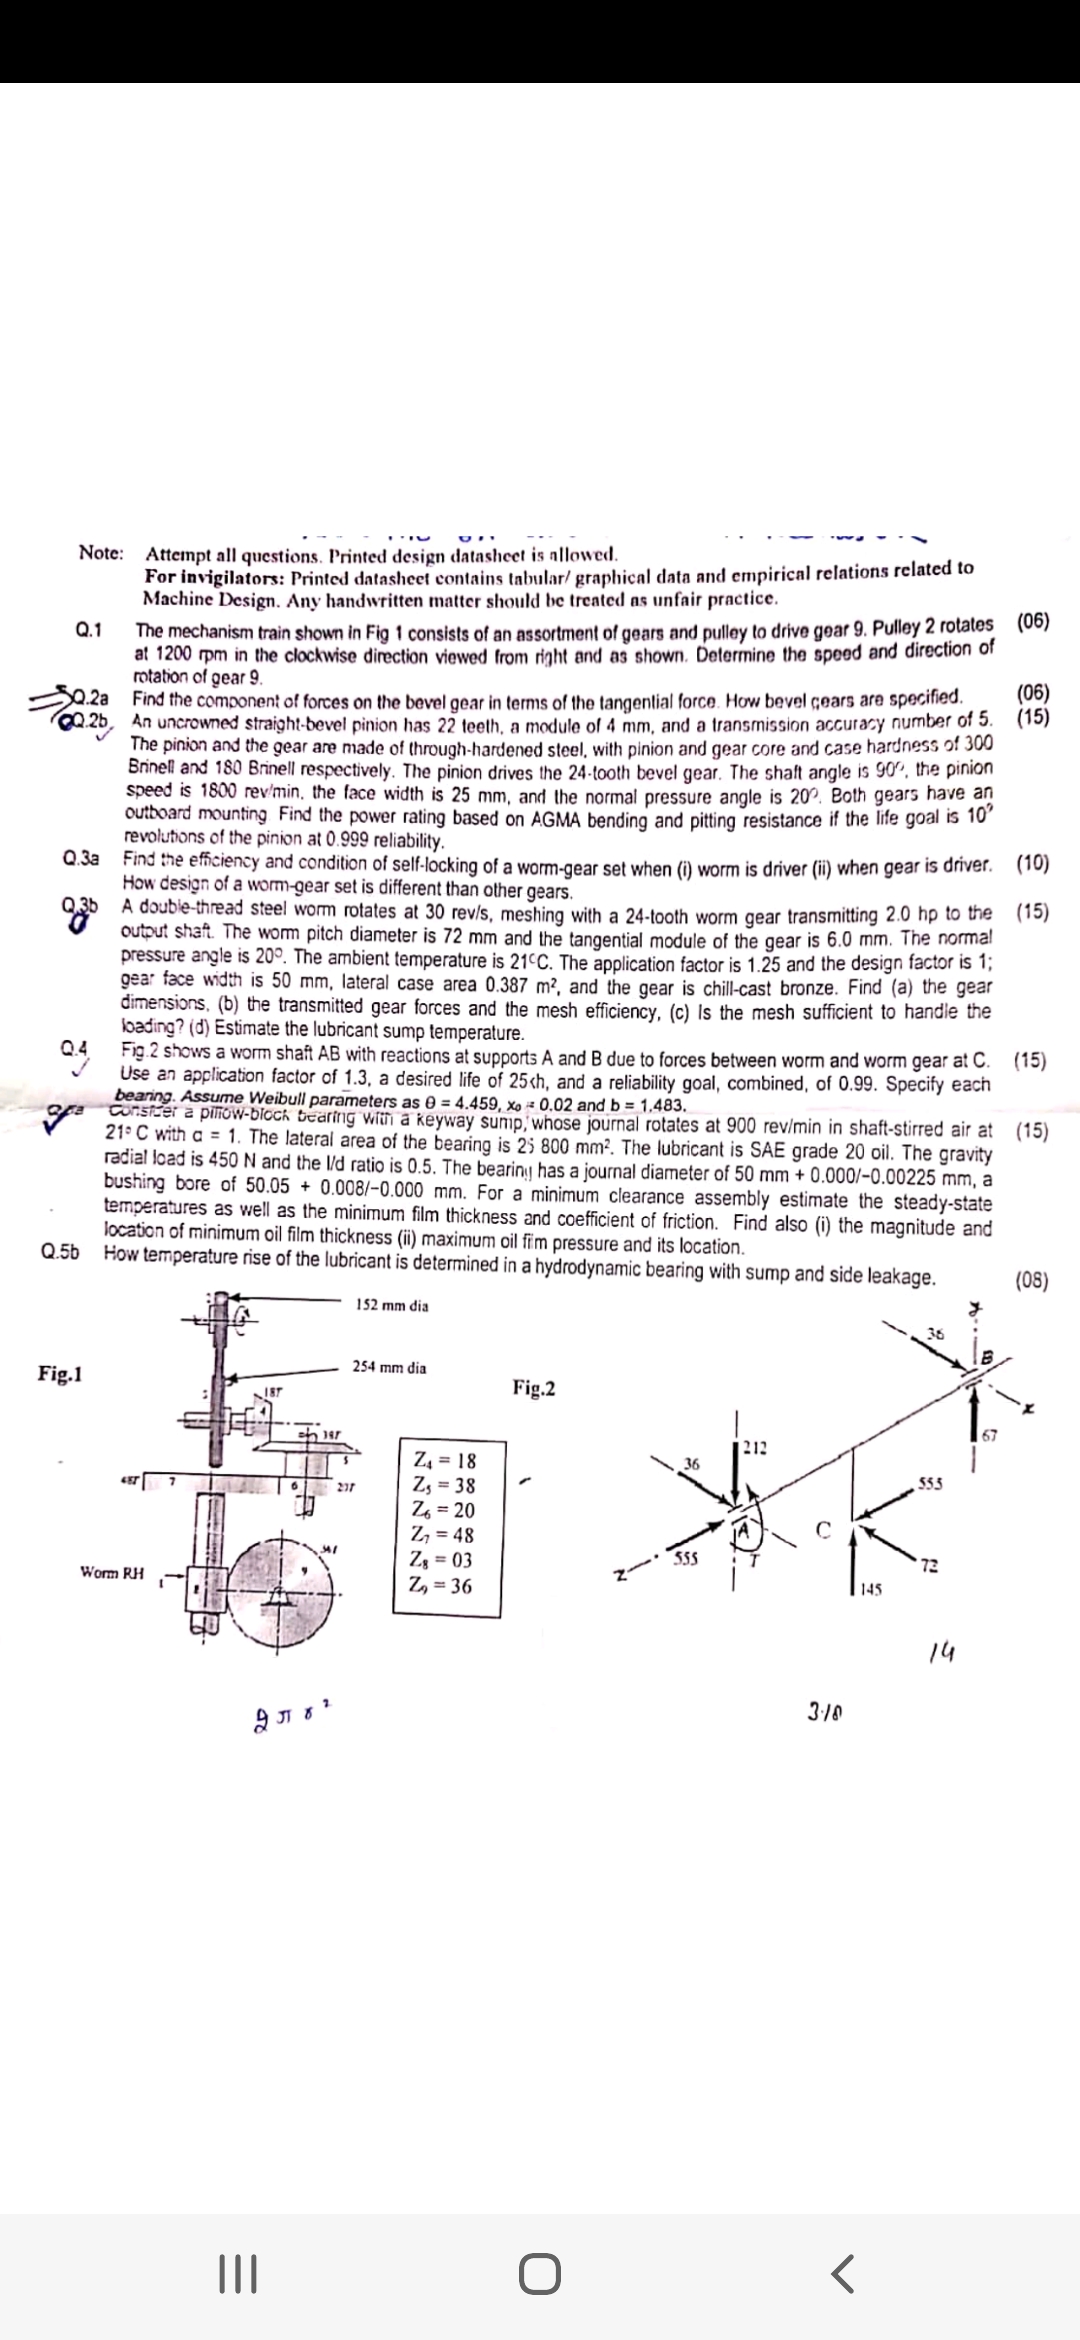 Note: Attempt all questions. Printed design datasheet is allowed.
For invigilators: Printed datasheet contains tabular/ graphical data and empirical relations related to
Machine Design. Any handwritten matter should be treated as unfair practice.
Q.1 The mechanism train shown in Fig 1 consists of an assortment of gears and pulley to drive gear 9. Pulley 2 rotates (06)
at 1200 rpm in the clockwise direction viewed from right and as shown. Determine the speed and direction of
rotation of gear 9.
Q.2a Find the component of forces on the bevel gear in terms of the tangential force. How bevel gears are specified. (06)
Q.2b. An uncrowned straight-bevel pinion has 22 teeth, a module of 4 mm, and a transmission accuracy number of 5. (15)
The pinion and the gear are made of through-hardened steel, with pinion and gear core and case hardness of 300
Brinell and 180 Brinell respectively. The pinion drives the 24-tooth bevel gear. The shaft angle is 90⁰, the pinion
speed is 1800 rev/min, the face width is 25 mm, and the normal pressure angle is 20⁰. Both gears have an
outboard mounting Find the power rating based on AGMA bending and pitting resistance if the life goal is 10⁹
revolutions of the pinion at 0.999 reliability.
Q.3a Find the efficiency and condition of self-locking of a worm-gear set when (i) worm is driver (ii) when gear is driver. (10)
How design of a worm-gear set is different than other gears.
Q.3b A double-thread steel worm rotates at 30 rev/s, meshing with a 24-tooth worm gear transmitting 2.0 hp to the (15)
output shaft. The worm pitch diameter is 72 mm and the tangential module of the gear is 6.0 mm. The normal
pressure angle is 20⁰. The ambient temperature is 21°C. The application factor is 1.25 and the design factor is 1;
gear face width is 50 mm, lateral case area 0.387 m², and the gear is chill-cast bronze. Find (a) the gear
dimensions, (b) the transmitted gear forces and the mesh efficiency, (c) Is the mesh sufficient to handle the
loading? (d) Estimate the lubricant sump temperature.
Q.4 Fig.2 shows a worm shaft AB with reactions at supports A and B due to forces between worm and worm gear at C. (15)
Use an application factor of 1.3, a desired life of 25kh, and a reliability goal, combined, of 0.99. Specify each
bearing. Assume Weibull parameters as θ = 4.459, x₀ = 0.02 and b = 1.483.
Consider a pillow-block bearing with a keyway sump, whose journal rotates at 900 rev/min in shaft-stirred air at (15)
21° C with α = 1. The lateral area of the bearing is 25 800 mm². The lubricant is SAE grade 20 oil. The gravity
radial load is 450 N and the l/d ratio is 0.5. The bearing has a journal diameter of 50 mm + 0.000/−0.00225 mm, a
bushing bore of 50.05 + 0.008/−0.000 mm. For a minimum clearance assembly estimate the steady-state
temperatures as well as the minimum film thickness and coefficient of friction. Find also (i) the magnitude and
location of minimum oil film thickness (ii) maximum oil film pressure and its location.
Q.5b How temperature rise of the lubricant is determined in a hydrodynamic bearing with sump and side leakage. (08)
Fig.1
152 mm dia
254 mm dia
18T
38T
5
48T
7
6
Worm RH
9
Z₄ = 18
Z₅ = 38
Z₆ = 20
Z₇ = 48
Z₈ = 03
Z₉ = 36
Fig.2
y
36
B
x
67
212
36
555
A
C
z
555
T
72
145
14
2 π r ²